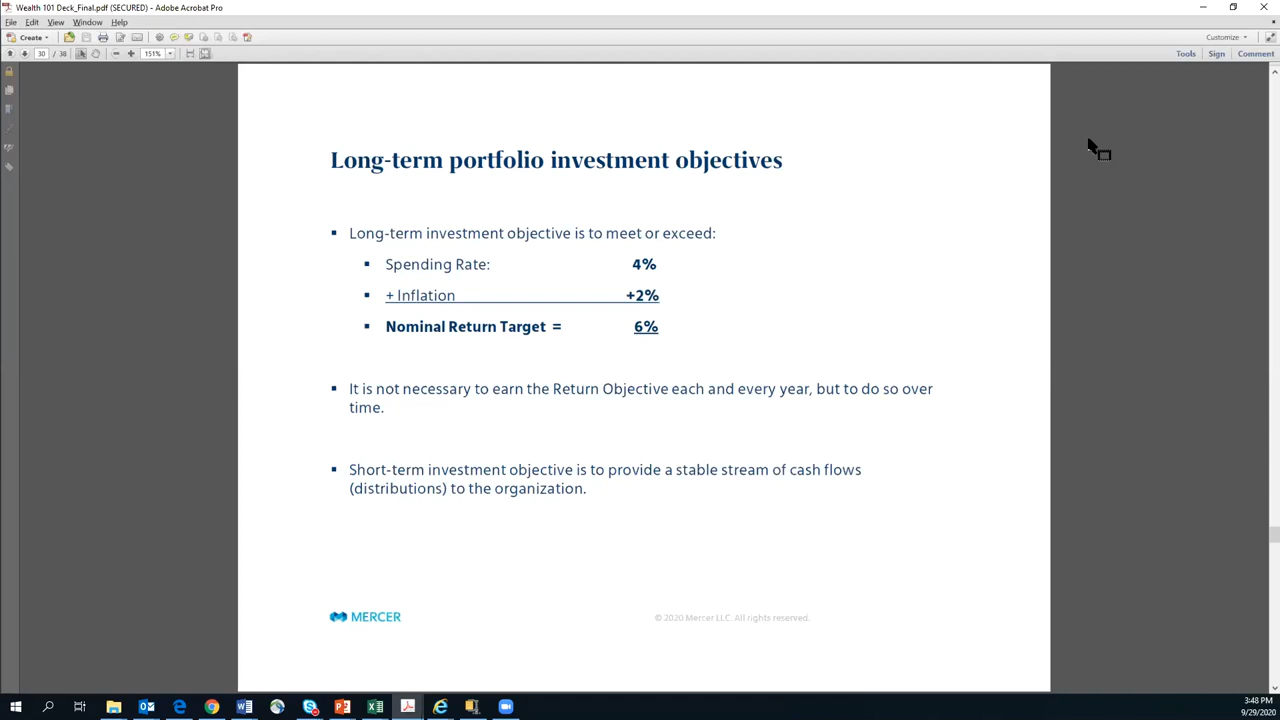 Wealth 101 Deck_Final.pdf (SECURED) - Adobe Acrobat Pro
File Edit View Window Help
Create Customize
30 / 38 151% Tools Sign Comment
Long-term portfolio investment objectives
Long-term investment objective is to meet or exceed:
Spending Rate: 4%
+ Inflation +2%
Nominal Return Target = 6%
It is not necessary to earn the Return Objective each and every year, but to do so over
time.
Short-term investment objective is to provide a stable stream of cash flows
(distributions) to the organization.
MERCER © 2020 Mercer LLC. All rights reserved.
3:48 PM
9/29/2020